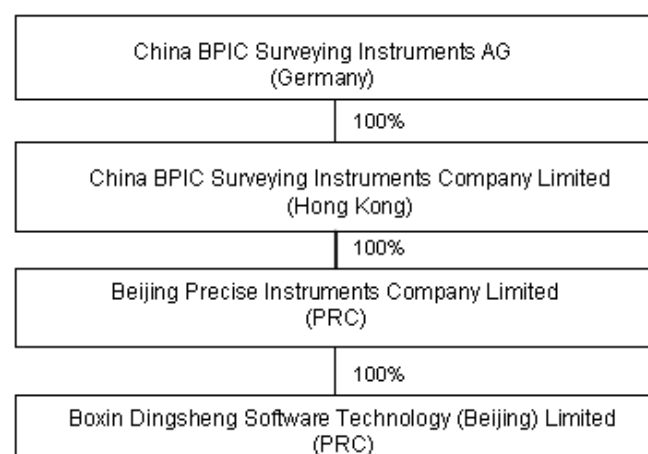 China BPIC Surveying Instruments AG
(Germany)
100%
China BPIC Surveying Instruments Company Limited
(Hong Kong)
100%
Beijing Precise Instruments Company Limited
(PRC)
100%
Boxin Dingsheng Software Technology (Beijing) Limited
(PRC)